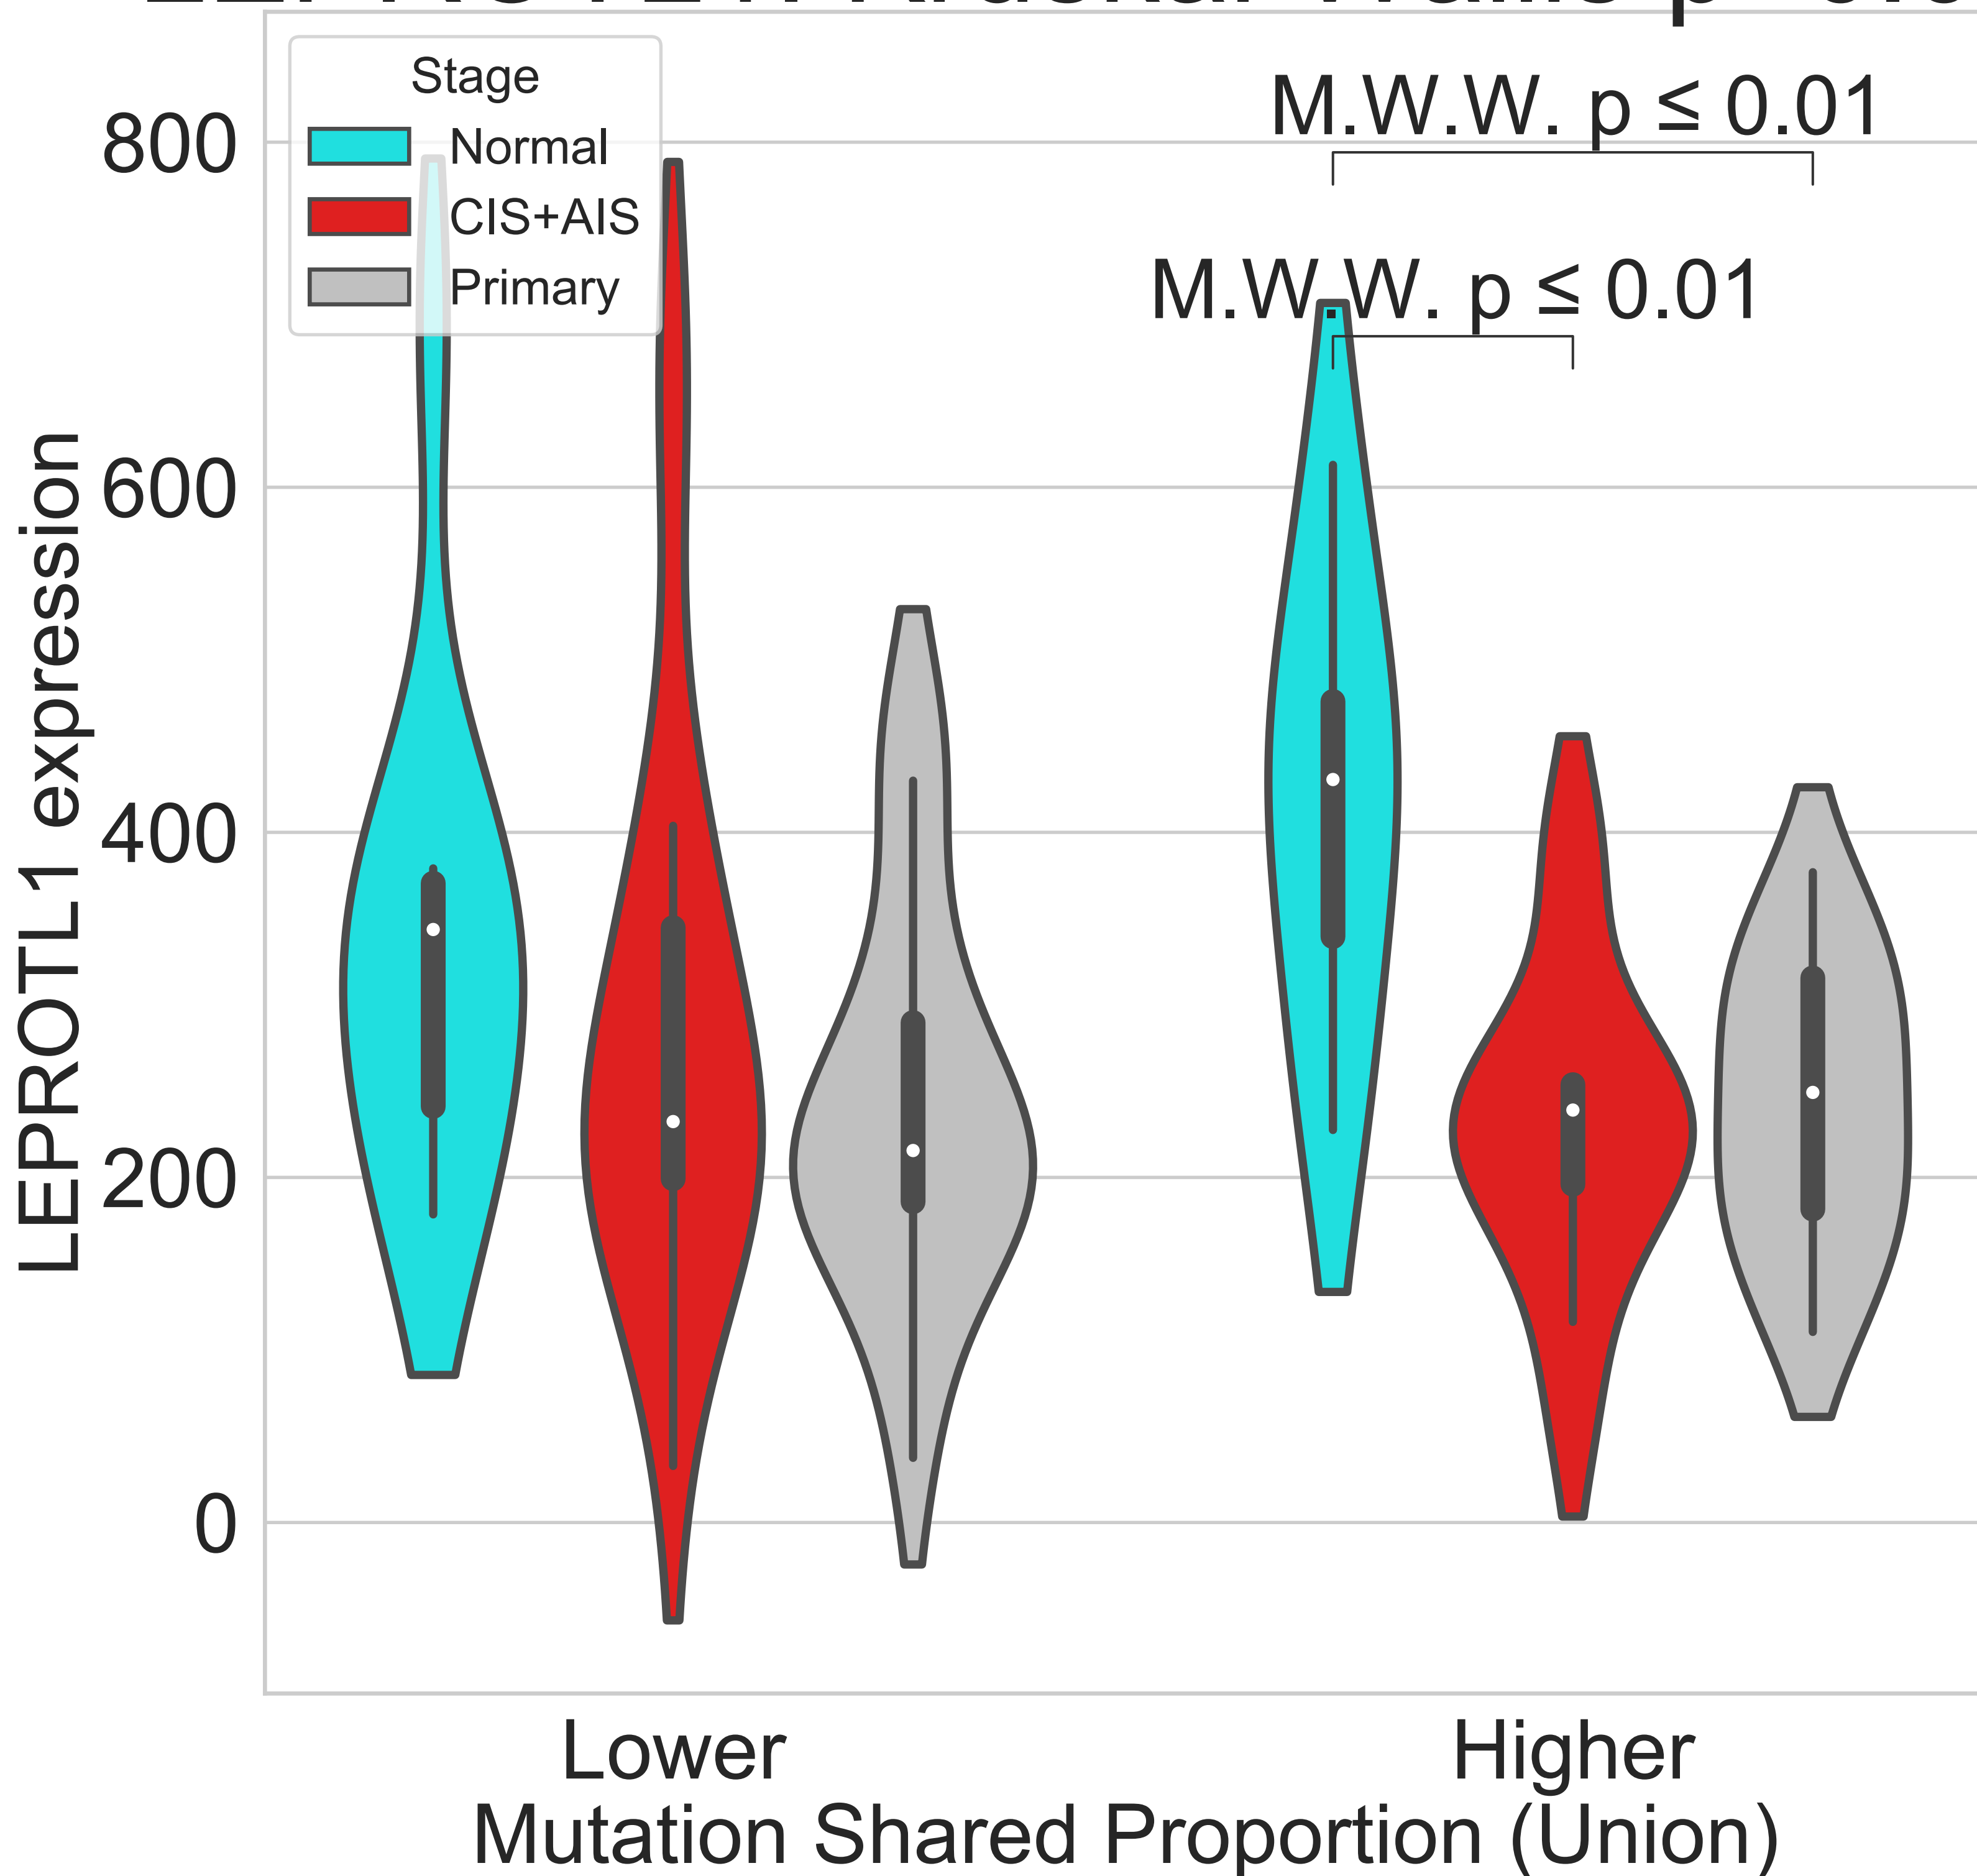 Stage
Normal
CIS+AIS
Primary
M.W.W. p ≤ 0.01
M.W.W. p ≤ 0.01
800
600
400
200
0
LEPROTL1 expression
Lower
Higher
Mutation Shared Proportion (Union)